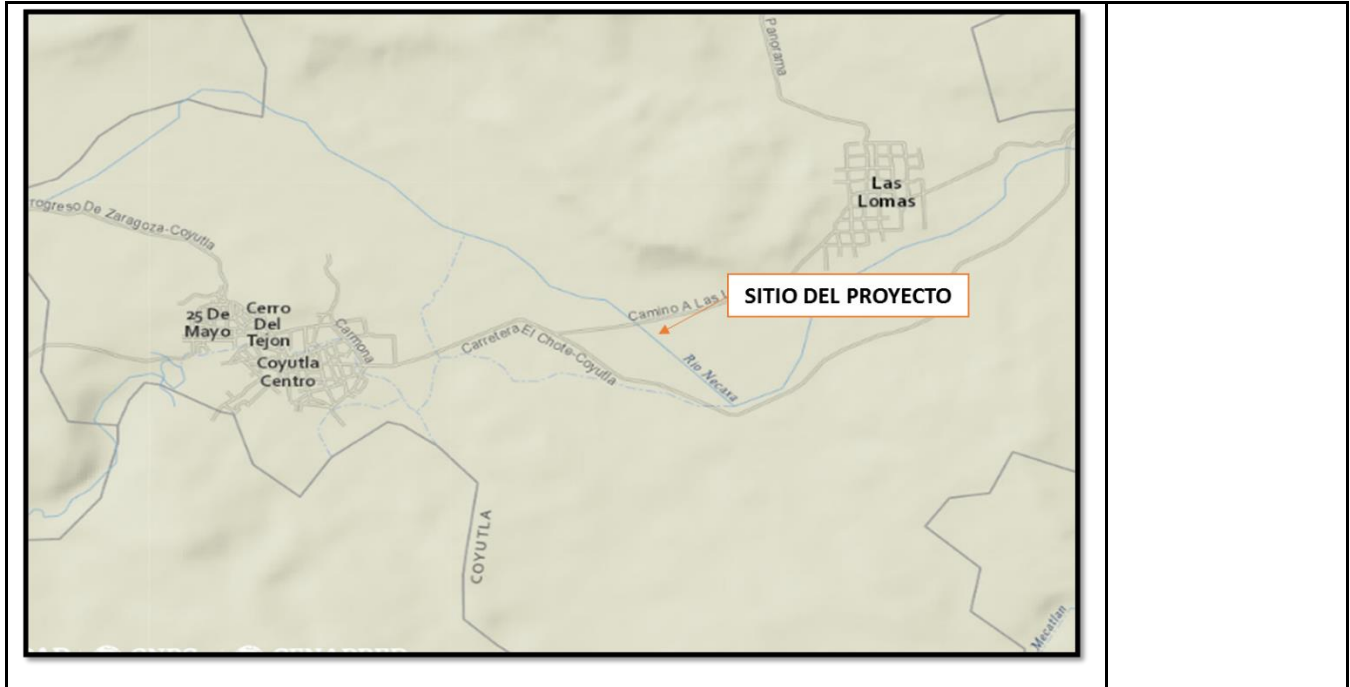 Panorama
Las
Lomas
rogreso De Zaragoza-Coyutla
SITIO DEL PROYECTO
Camino A Las L
25 De
Mayo
Cerro
Del
Tejon
Carmona
Carretera El Chote-Coyutla
Coyutla
Centro
Río Necaxa
COYUTLA
Mecatlan